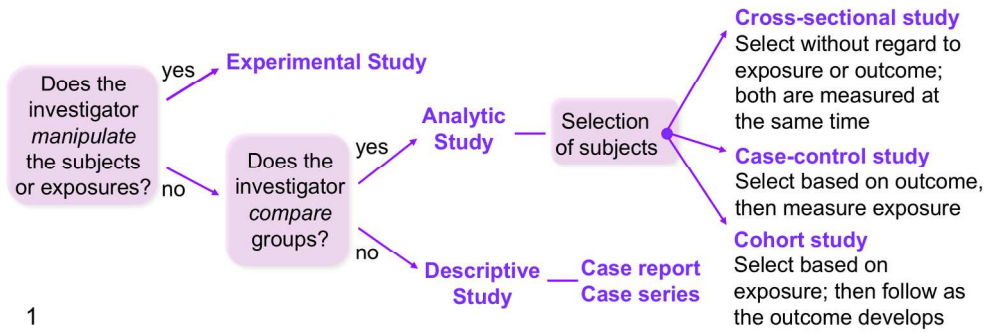 Does the
investigator
manipulate
the subjects
or exposures?
yes
Experimental Study
no
Does the
investigator
compare
groups?
yes
Analytic
Study
Selection
of subjects
Cross-sectional study
Select without regard to
exposure or outcome;
both are measured at
the same time
Case-control study
Select based on outcome,
then measure exposure
Cohort study
Select based on
exposure; then follow as
the outcome develops
no
Descriptive
Study
Case report
Case series
1